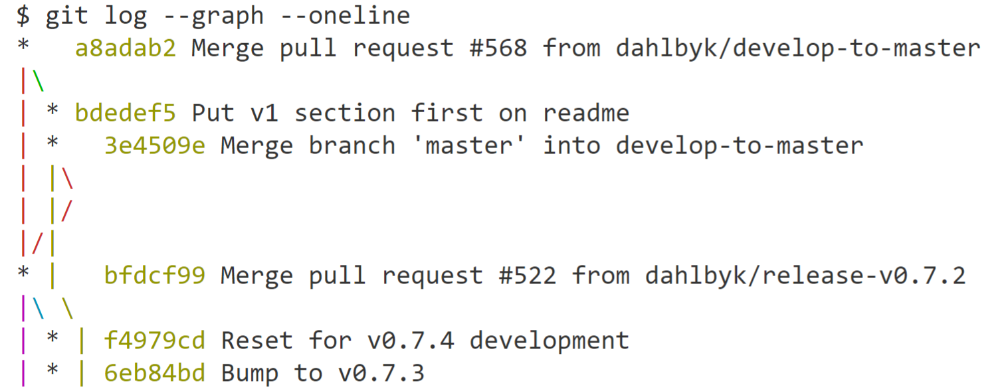 $ git log --graph --oneline
*   a8adab2 Merge pull request #568 from dahlbyk/develop-to-master
|\
| * bdedef5 Put v1 section first on readme
| *   3e4509e Merge branch 'master' into develop-to-master
| |\
| |/
|/|
* |   bfdcf99 Merge pull request #522 from dahlbyk/release-v0.7.2
|\ \
| * | f4979cd Reset for v0.7.4 development
| * | 6eb84bd Bump to v0.7.3